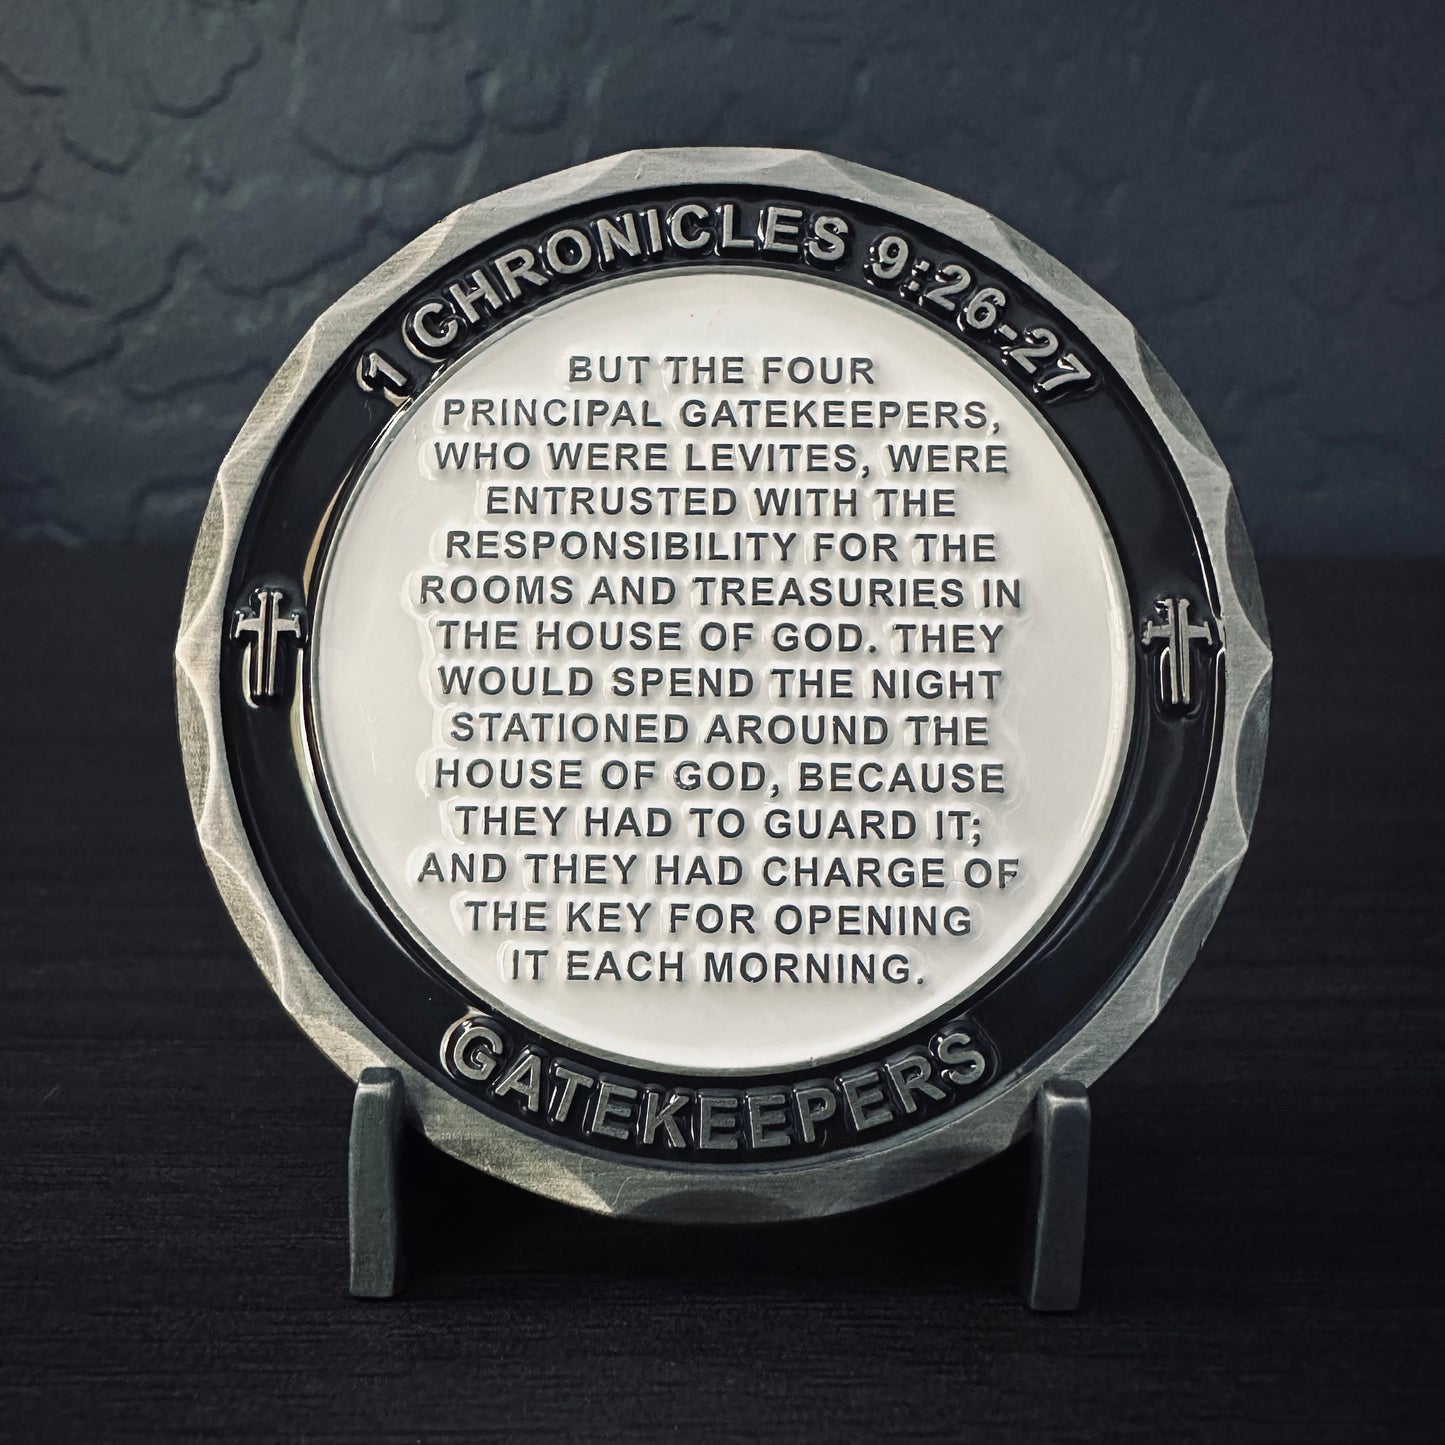 1 CHRONICLES 9:26-27
BUT THE FOUR
PRINCIPAL GATEKEEPERS,
WHO WERE LEVITES, WERE
ENTRUSTED WITH THE
RESPONSIBILITY FOR THE
ROOMS AND TREASURIES IN
THE HOUSE OF GOD. THEY
WOULD SPEND THE NIGHT
STATIONED AROUND THE
HOUSE OF GOD, BECAUSE
THEY HAD TO GUARD IT;
AND THEY HAD CHARGE OF
THE KEY FOR OPENING
IT EACH MORNING.
GATEKEEPERS